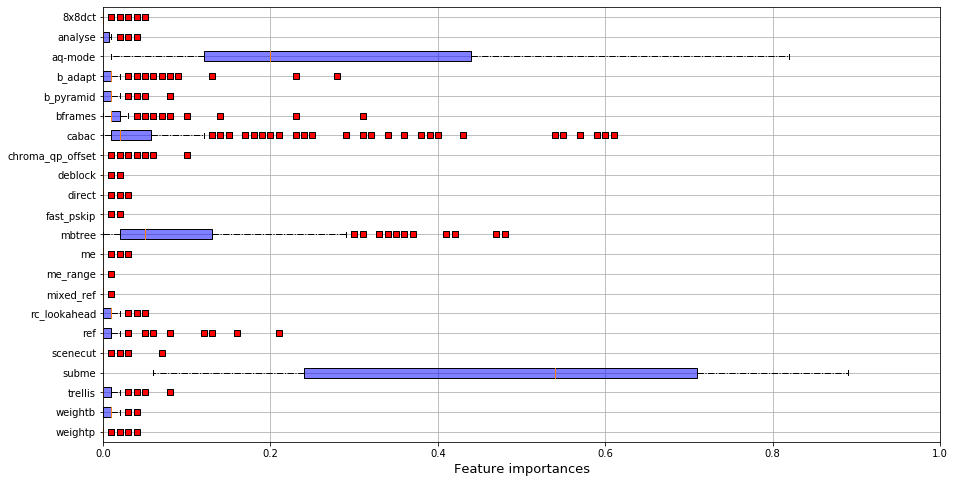 8x8dct
analyse
aq-mode
b_adapt
b_pyramid
bframes
cabac
chroma_qp_offset
deblock
direct
fast_pskip
mbtree
me
me_range
mixed_ref
rc_lookahead
ref
scenecut
subme
trellis
weightb
weightp
0.0 0.2 0.4 0.6 0.8 1.0
Feature importances